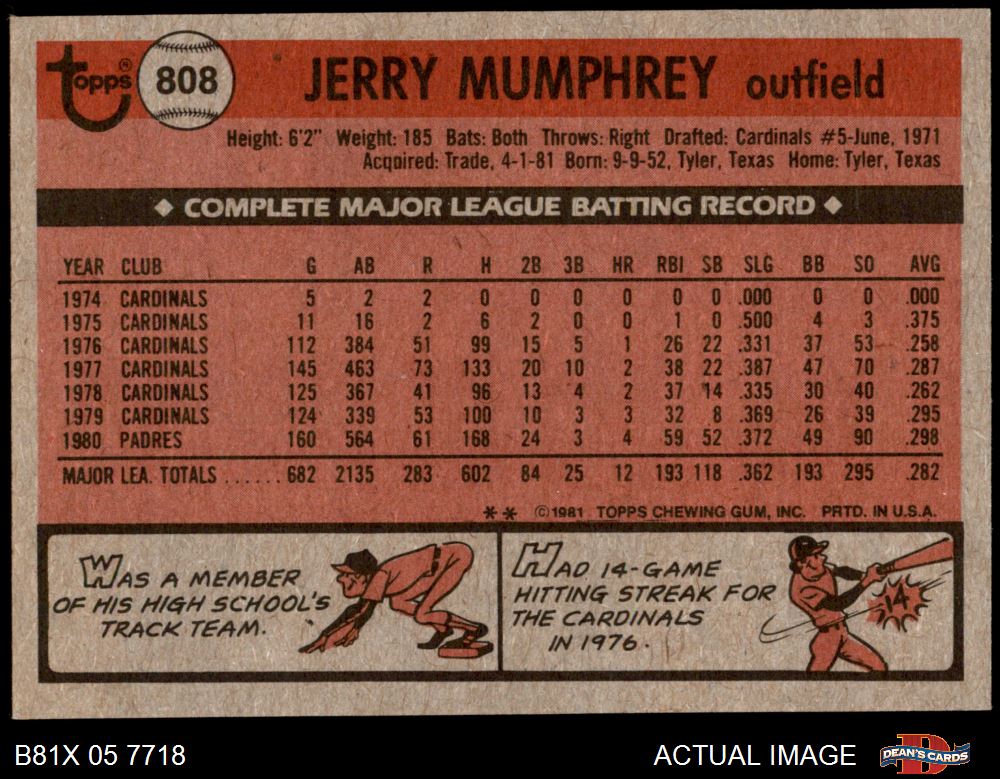 Topps 808 JERRY MUMPHREY outfield
Height: 6'2" Weight: 185 Bats: Both Throws: Right Drafted: Cardinals #5-June, 1971
Acquired: Trade, 4-1-81 Born: 9-9-52, Tyler, Texas Home: Tyler, Texas
◆ COMPLETE MAJOR LEAGUE BATTING RECORD ◆
YEAR CLUB G AB R H 2B 3B HR RBI SB SLG BB SO AVG
1974 CARDINALS 5 2 2 0 0 0 0 0 0 .000 0 0 .000
1975 CARDINALS 11 16 2 6 2 0 0 1 0 .500 4 3 .375
1976 CARDINALS 112 384 51 99 15 5 1 26 22 .331 37 53 .258
1977 CARDINALS 145 463 73 133 20 10 2 38 22 .387 47 70 .287
1978 CARDINALS 125 367 41 96 13 4 2 37 14 .335 30 40 .262
1979 CARDINALS 124 339 53 100 10 3 3 32 8 .369 26 39 .295
1980 PADRES 160 564 61 168 24 3 4 59 52 .372 49 90 .298
MAJOR LEA. TOTALS ...... 682 2135 283 602 84 25 12 193 118 .362 193 295 .282
** ©1981 TOPPS CHEWING GUM, INC. PRTD. IN U.S.A.
WAS A MEMBER
OF HIS HIGH SCHOOL'S
TRACK TEAM.
HAD 14-GAME
HITTING STREAK FOR
THE CARDINALS
IN 1976.
14
B81X 05 7718 ACTUAL IMAGE DEAN'S CARDS